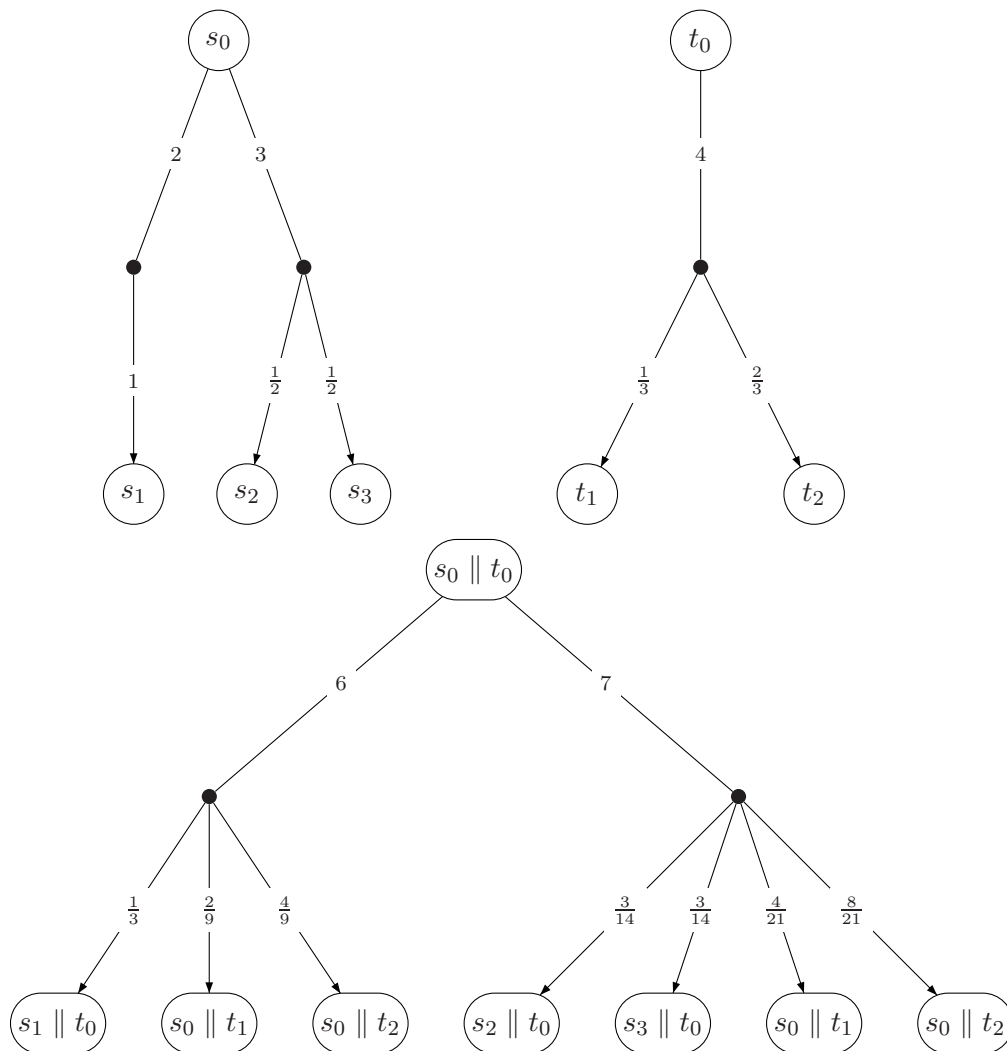 s₀ t₀
2 3 4
1 1/2 1/2 1/3 2/3
s₁ s₂ s₃ t₁ t₂
s₀ ∥ t₀
6 7
1/3 2/9 4/9 3/14 3/14 4/21 8/21
s₁ ∥ t₀ s₀ ∥ t₁ s₀ ∥ t₂ s₂ ∥ t₀ s₃ ∥ t₀ s₀ ∥ t₁ s₀ ∥ t₂